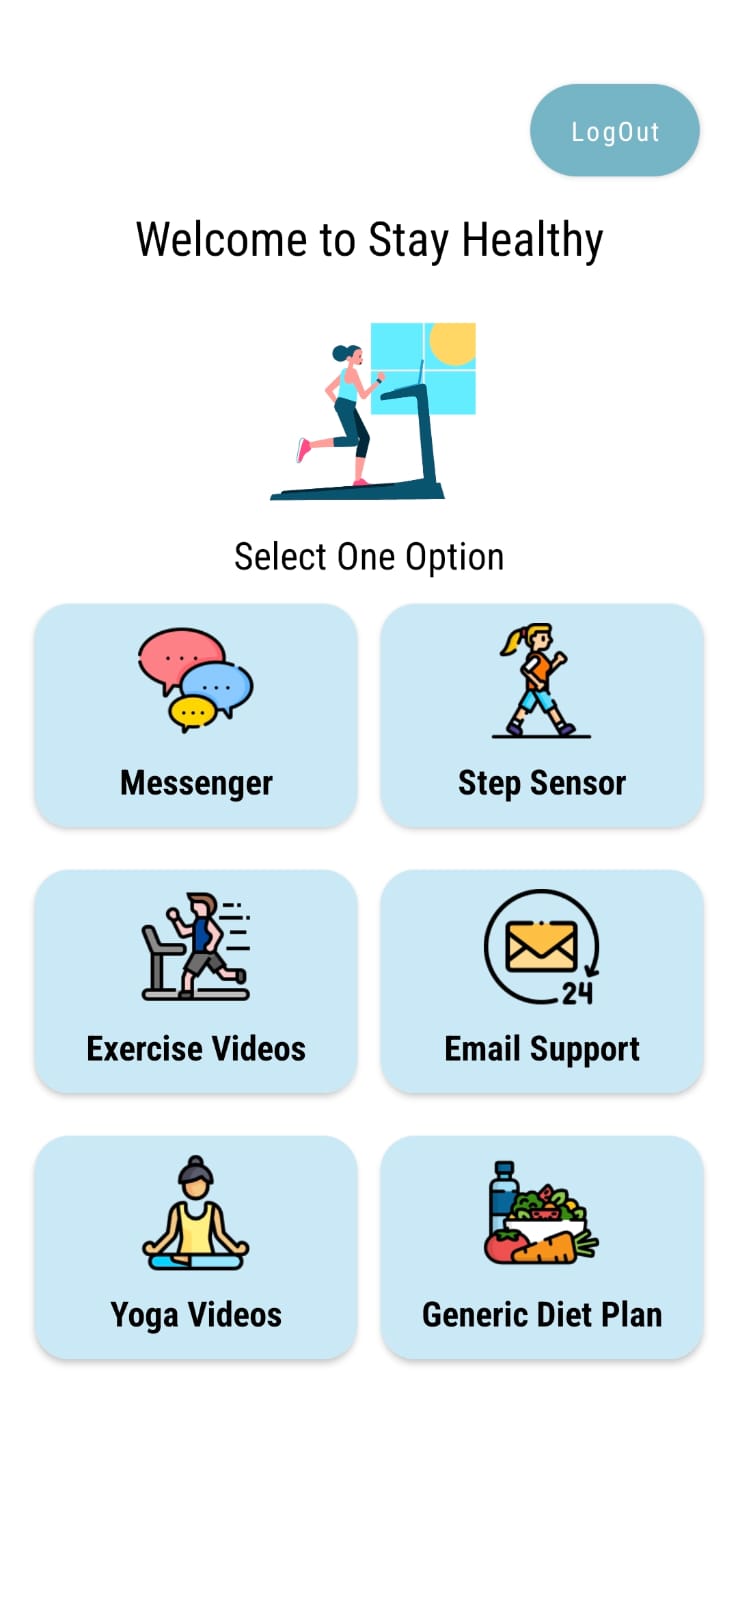 LogOut
Welcome to Stay Healthy
Select One Option
Messenger
Step Sensor
Exercise Videos
24
Email Support
Yoga Videos
Generic Diet Plan